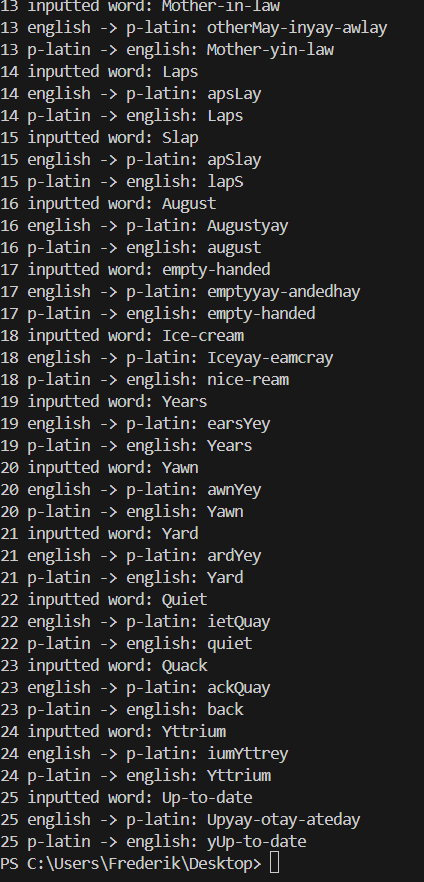 13 inputted word: Mother-in-law
13 english -> p-latin: otherMay-inyay-awlay
13 p-latin -> english: Mother-yin-law
14 inputted word: Laps
14 english -> p-latin: apsLay
14 p-latin -> english: Laps
15 inputted word: Slap
15 english -> p-latin: apSlay
15 p-latin -> english: lapS
16 inputted word: August
16 english -> p-latin: Augustyay
16 p-latin -> english: august
17 inputted word: empty-handed
17 english -> p-latin: emptyyay-andedhay
17 p-latin -> english: empty-handed
18 inputted word: Ice-cream
18 english -> p-latin: Iceyay-eamcray
18 p-latin -> english: nice-ream
19 inputted word: Years
19 english -> p-latin: earsYey
19 p-latin -> english: Years
20 inputted word: Yawn
20 english -> p-latin: awnYey
20 p-latin -> english: Yawn
21 inputted word: Yard
21 english -> p-latin: ardYey
21 p-latin -> english: Yard
22 inputted word: Quiet
22 english -> p-latin: ietQuay
22 p-latin -> english: quiet
23 inputted word: Quack
23 english -> p-latin: ackQuay
23 p-latin -> english: back
24 inputted word: Yttrium
24 english -> p-latin: iumYttrey
24 p-latin -> english: Yttrium
25 inputted word: Up-to-date
25 english -> p-latin: Upyay-otay-ateday
25 p-latin -> english: yUp-to-date
PS C:\Users\Frederik\Desktop>